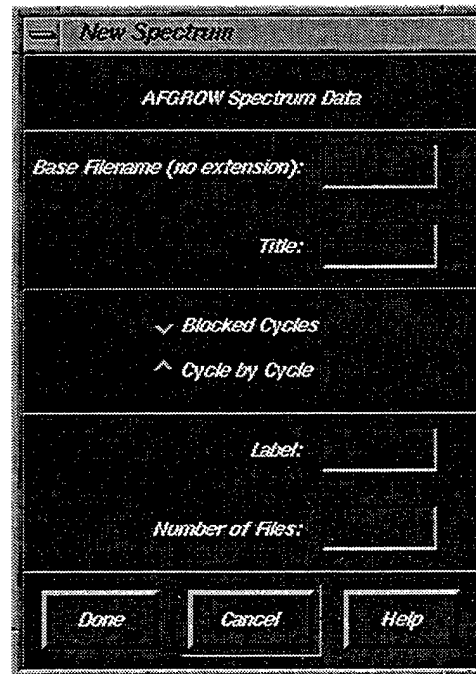 New Spectrum
AFGROW Spectrum Data
Base Filename (no extension):
Title:
Blocked Cycles
Cycle by Cycle
Label:
Number of Files:
Done Cancel Help